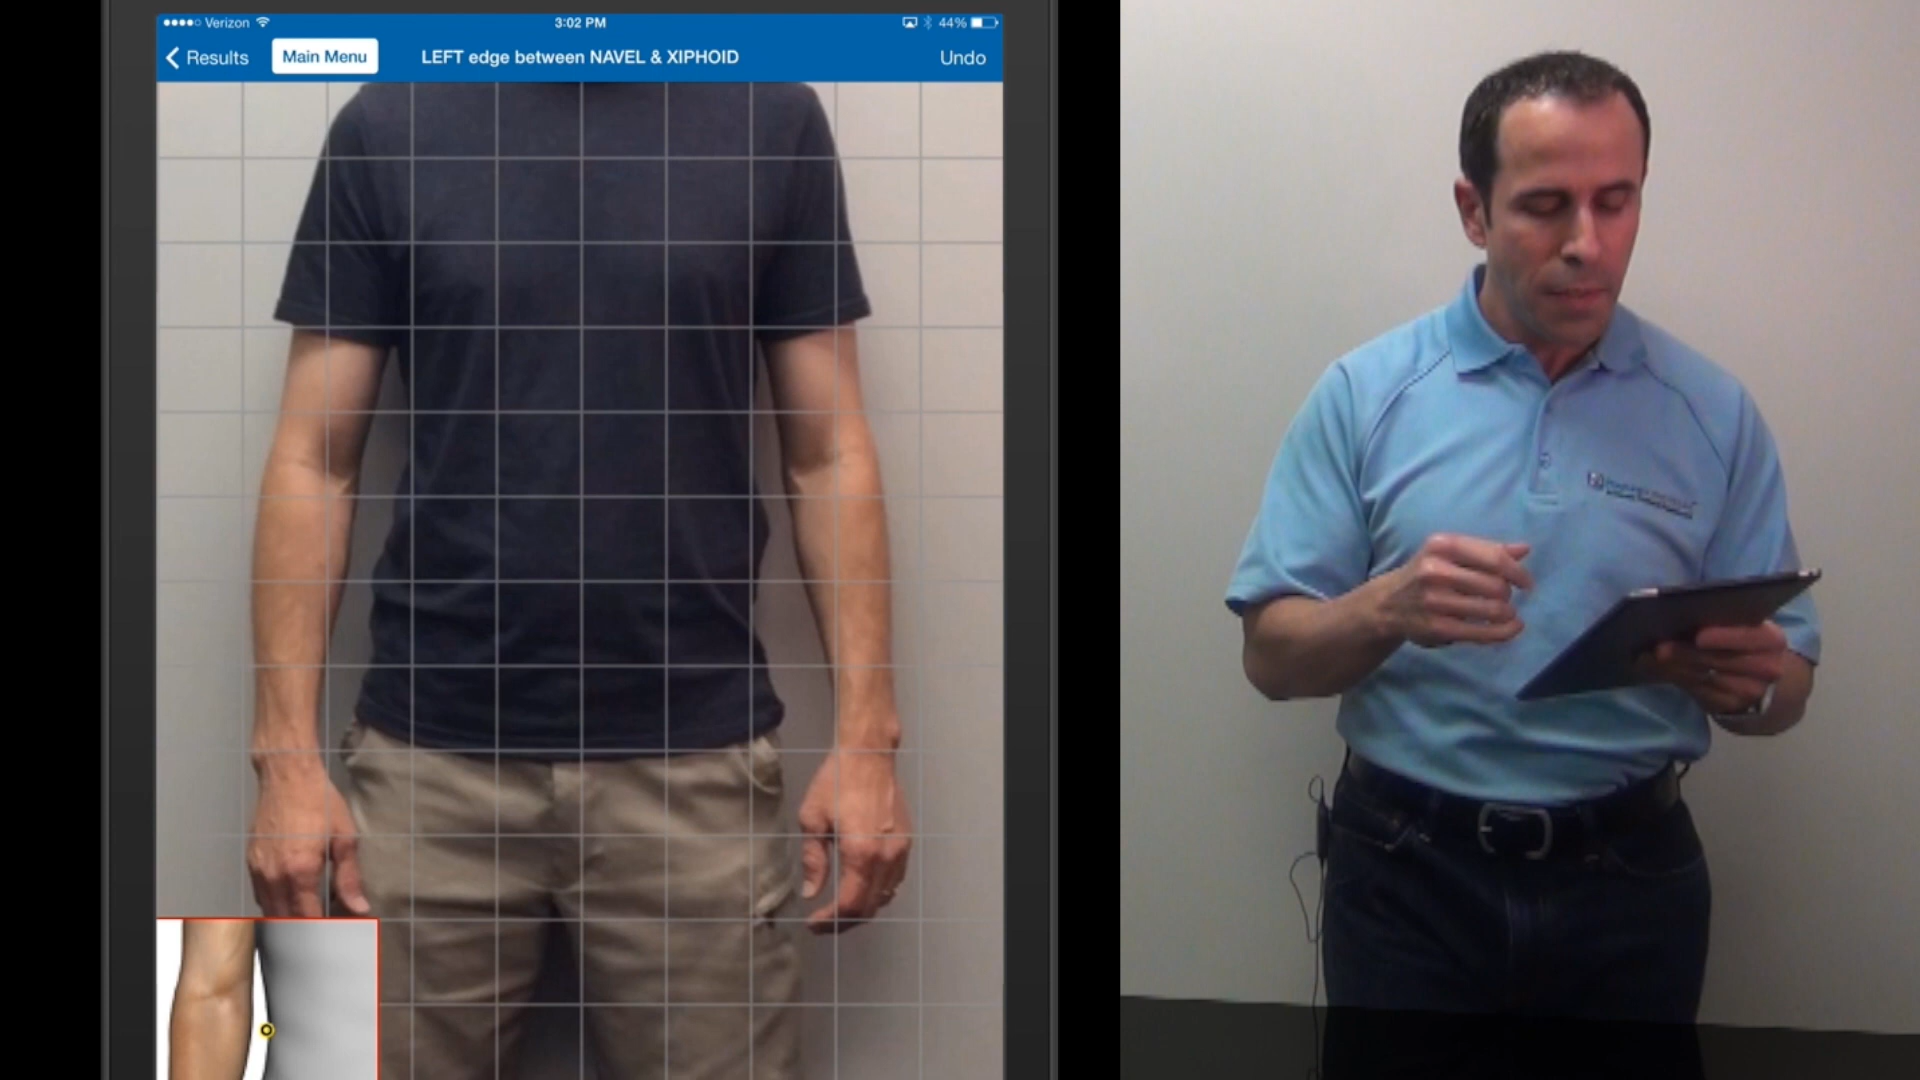 Verizon
3:02 PM
44%
Results
Main Menu
LEFT edge between NAVEL & XIPHOID
Undo